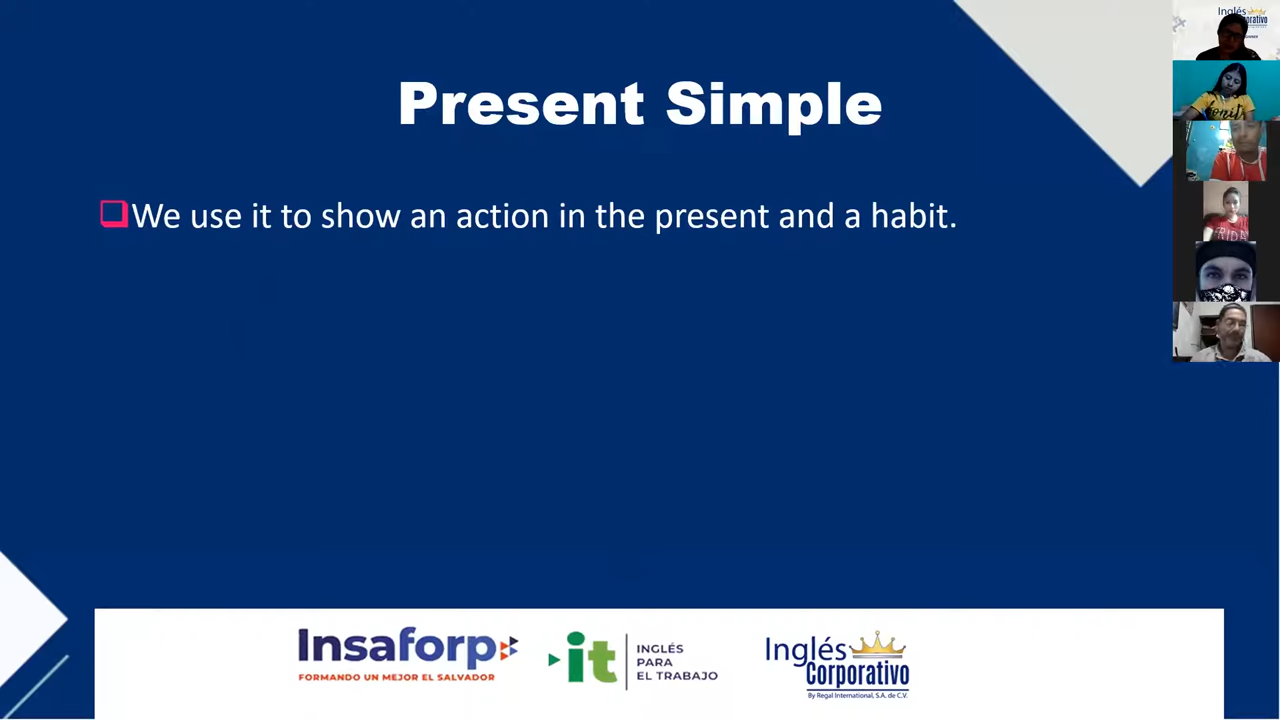 Present Simple
We use it to show an action in the present and a habit.
Insaforp
FORMANDO UN MEJOR EL SALVADOR
it
INGLÉS
PARA
EL TRABAJO
Inglés
Corporativo
By Regal International, S.A. de C.V.
Inglés